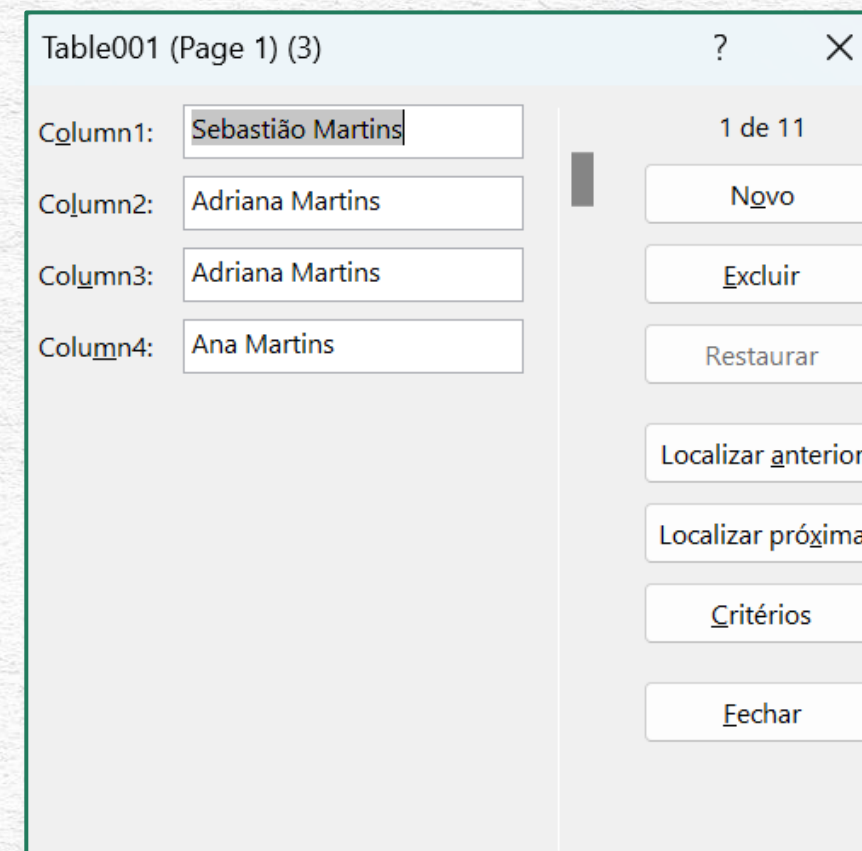 Table001 (Page 1) (3)
?
Column1: Sebastião Martins
Column2: Adriana Martins
Column3: Adriana Martins
Column4: Ana Martins
1 de 11
Novo
Excluir
Restaurar
Localizar anterior
Localizar próxima
Critérios
Fechar